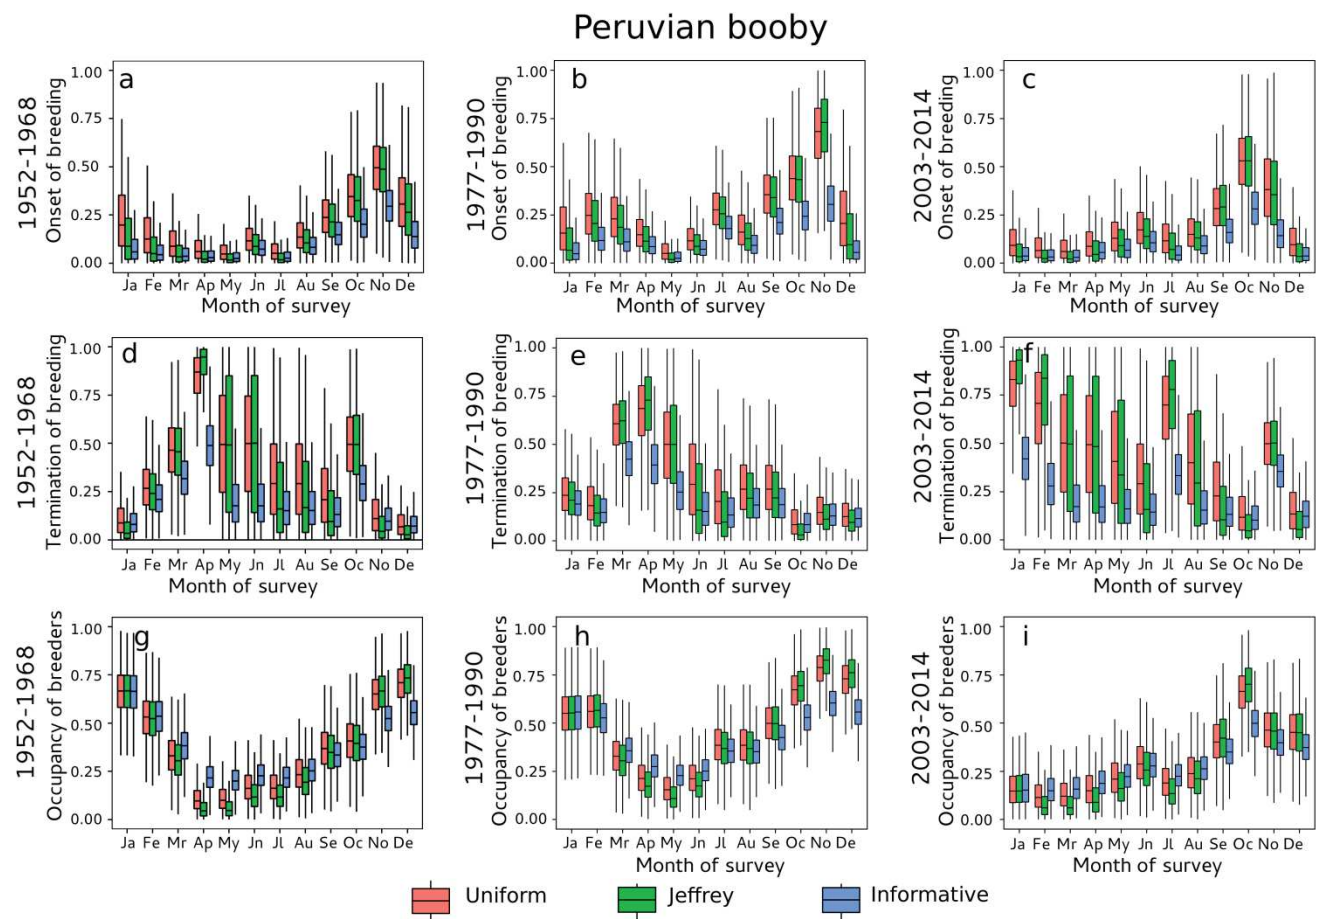 Peruvian booby
1952-1968
Onset of breeding
a
1.00
0.75
0.50
0.25
0.00
Ja Fe Mr Ap My Jn Jl Au Se Oc No De
Month of survey
1977-1990
Onset of breeding
b
1.00
0.75
0.50
0.25
0.00
Ja Fe Mr Ap My Jn Jl Au Se Oc No De
Month of survey
2003-2014
Onset of breeding
c
1.00
0.75
0.50
0.25
0.00
Ja Fe Mr Ap My Jn Jl Au Se Oc No De
Month of survey
1952-1968
Termination of breeding
d
1.00
0.75
0.50
0.25
0.00
Ja Fe Mr Ap My Jn Jl Au Se Oc No De
Month of survey
1977-1990
Termination of breeding
e
1.00
0.75
0.50
0.25
0.00
Ja Fe Mr Ap My Jn Jl Au Se Oc No De
Month of survey
2003-2014
Termination of breeding
f
1.00
0.75
0.50
0.25
0.00
Ja Fe Mr Ap My Jn Jl Au Se Oc No De
Month of survey
1952-1968
Occupancy of breeders
g
1.00
0.75
0.50
0.25
0.00
Ja Fe Mr Ap My Jn Jl Au Se Oc No De
Month of survey
1977-1990
Occupancy of breeders
h
1.00
0.75
0.50
0.25
0.00
Ja Fe Mr Ap My Jn Jl Au Se Oc No De
Month of survey
2003-2014
Occupancy of breeders
i
1.00
0.75
0.50
0.25
0.00
Ja Fe Mr Ap My Jn Jl Au Se Oc No De
Month of survey
Uniform
Jeffrey
Informative